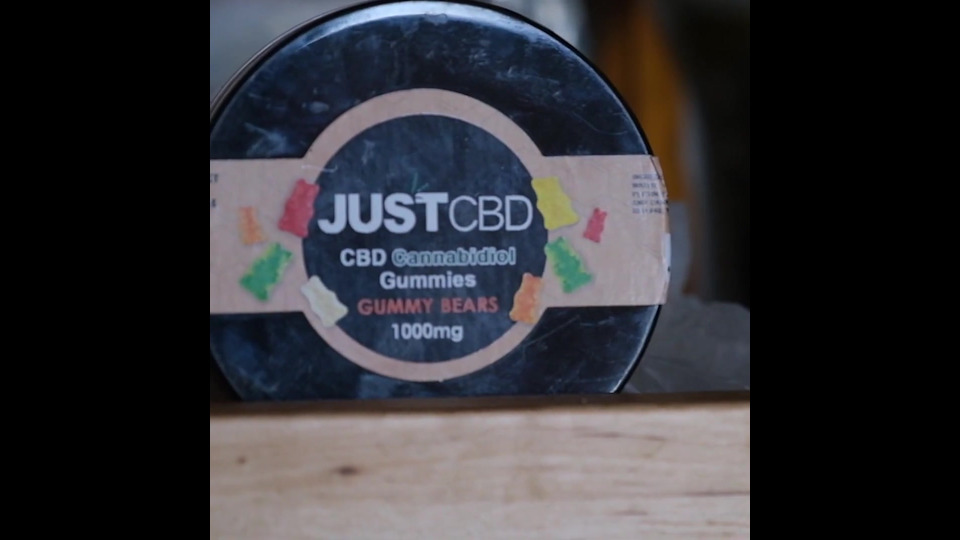 JUSTCBD
CBD Cannabidiol
Gummies
GUMMY BEARS
1000mg